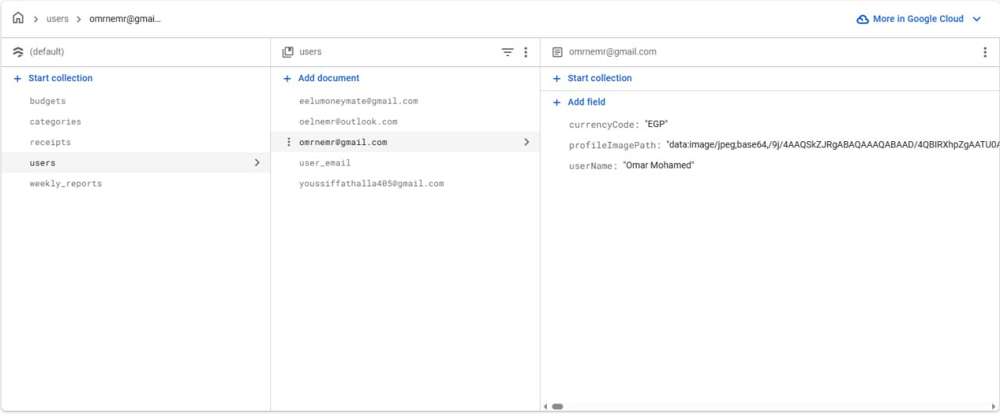 users omrnemr@gmai... More in Google Cloud
(default)
Start collection
budgets
categories
receipts
users
weekly_reports
users
Add document
eelumoneymate@gmail.com
oelnemr@outlook.com
omrnemr@gmail.com
user_email
youssiffathalla405@gmail.com
omrnemr@gmail.com
Start collection
Add field
currencyCode: "EGP"
profileImagePath: "data:image/jpeg;base64,/9j/4AAQSkZJRgABAQAAAQABAAD/4QBIRXhpZgAATU0A
userName: "Omar Mohamed"